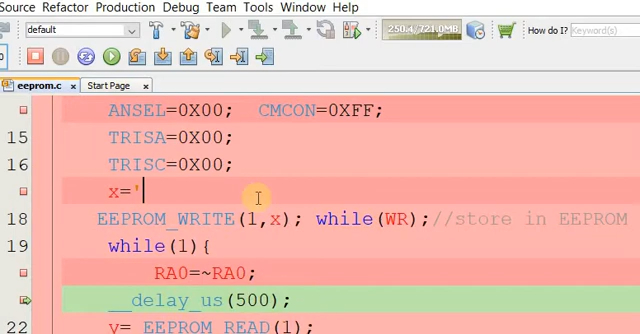 Source Refactor Production Debug Team Tools Window Help
default 250.4/721.0MB How do I? Keyword(s)
eeprom.c x Start Page x
ANSEL=0X00; CMCON=0XFF;
15 TRISA=0X00;
16 TRISC=0X00;
x='
18 EEPROM_WRITE(1,x); while(WR);//store in EEPROM
19 while(1){
RA0=~RA0;
__delay_us(500);
22 y= EEPROM_READ(1);